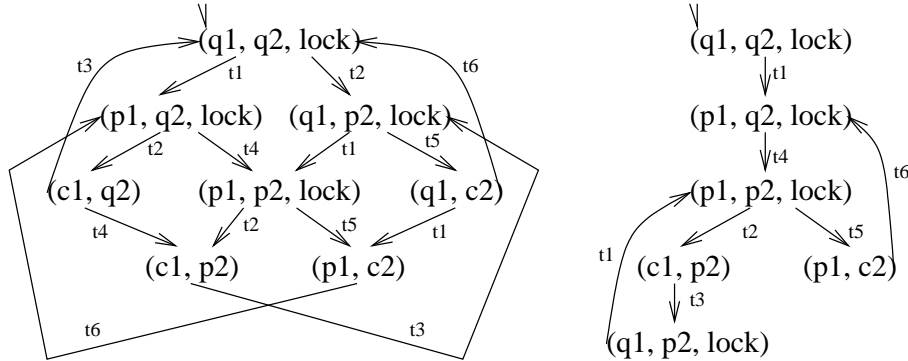 (q1, q2, lock) (q1, q2, lock)
t3 t1 t2 t6 t1
(p1, q2, lock) (q1, p2, lock) (p1, q2, lock)
t2 t4 t1 t5 t4
t6
(c1, q2) (p1, p2, lock) (q1, c2) (p1, p2, lock)
t4 t2 t5 t1 t1 t2 t5
(c1, p2) (p1, c2) (c1, p2) (p1, c2)
t3
t6 t3
(q1, p2, lock)